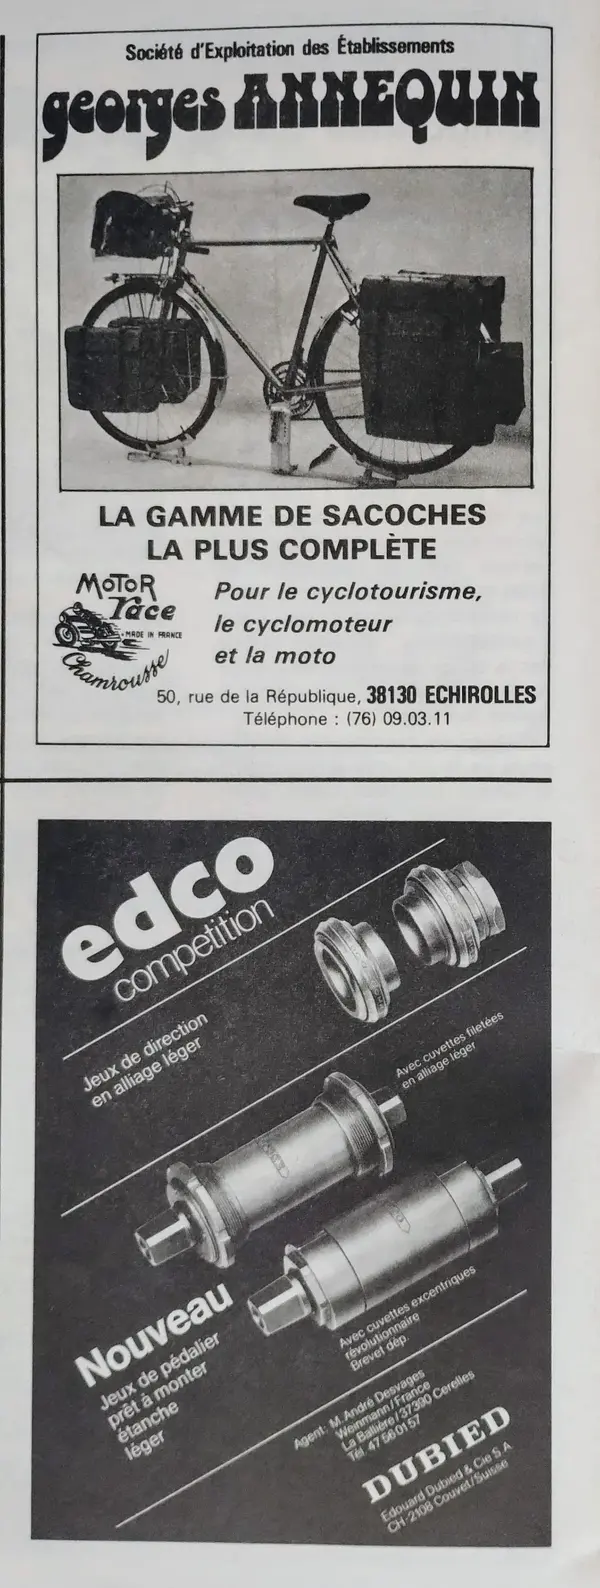 Société d'Exploitation des Établissements
georges ANNEQUIN
LA GAMME DE SACOCHES
LA PLUS COMPLÈTE
MOTOR
race
MADE IN FRANCE
Chamrousse
Pour le cyclotourisme,
le cyclomoteur
et la moto
50, rue de la République, 38130 ECHIROLLES
Téléphone : (76) 09.03.11
edco
competition
Jeux de direction
en alliage léger
Avec cuvettes filetées
en alliage léger
Nouveau
Jeux de pédalier
prêt à monter
étanche
léger
Avec cuvettes excentriques
révolutionnaire
Brevet dép.
Agent: M. André Desvages
Weinmann/France
La Ballière/37390 Cerelles
Tél. 47 56 01 57
DUBIED
Edouard Dubied & Cie S.A
CH-2108 Couvet/Suisse